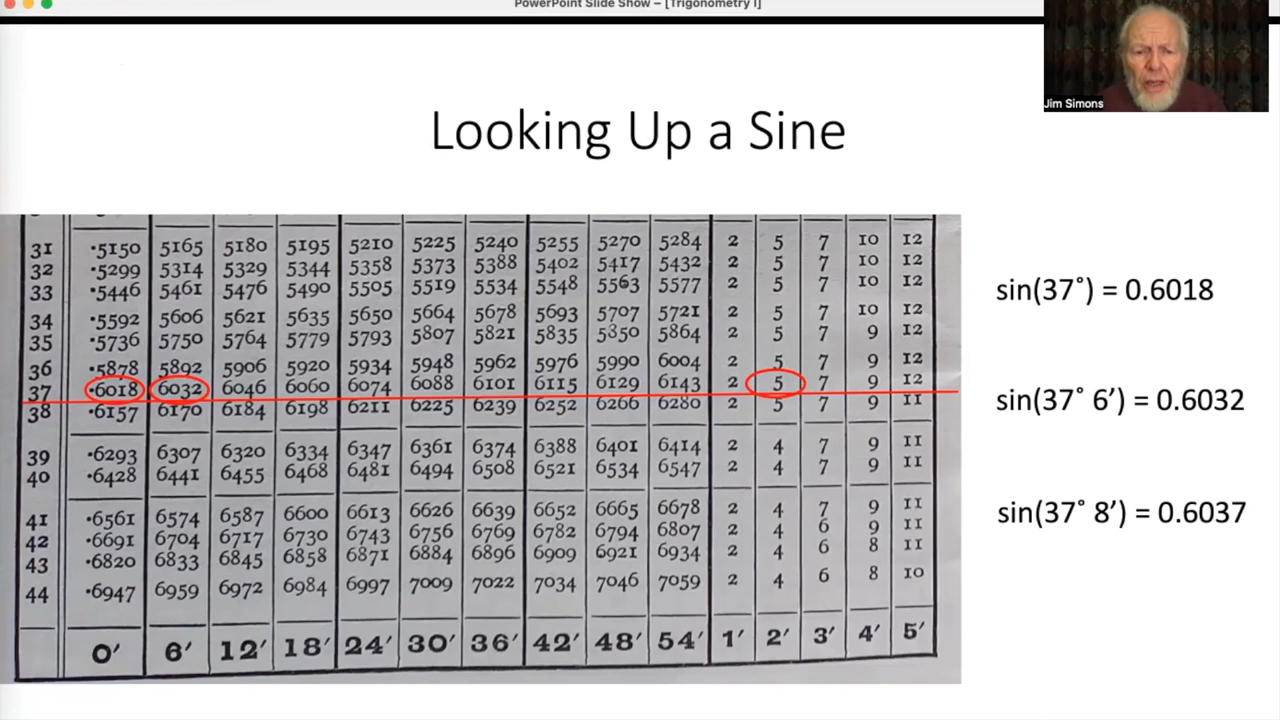 PowerPoint Slide Show – [Trigonometry I]
Jim Simons
Looking Up a Sine
31 ·5150 5165 5180 5195 5210 5225 5240 5255 5270 5284 2 5 7 10 12
32 ·5299 5314 5329 5344 5358 5373 5388 5402 5417 5432 2 5 7 10 12
33 ·5446 5461 5476 5490 5505 5519 5534 5548 5563 5577 2 5 7 10 12
34 ·5592 5606 5621 5635 5650 5664 5678 5693 5707 5721 2 5 7 10 12
35 ·5736 5750 5764 5779 5793 5807 5821 5835 5850 5864 2 5 7 9 12
36 ·5878 5892 5906 5920 5934 5948 5962 5976 5990 6004 2 5 7 9 12
37 ·6018 6032 6046 6060 6074 6088 6101 6115 6129 6143 2 5 7 9 12
38 ·6157 6170 6184 6198 6211 6225 6239 6252 6266 6280 2 5 7 9 11
39 ·6293 6307 6320 6334 6347 6361 6374 6388 6401 6414 2 4 7 9 11
40 ·6428 6441 6455 6468 6481 6494 6508 6521 6534 6547 2 4 7 9 11
41 ·6561 6574 6587 6600 6613 6626 6639 6652 6665 6678 2 4 7 9 11
42 ·6691 6704 6717 6730 6743 6756 6769 6782 6794 6807 2 4 6 9 11
43 ·6820 6833 6845 6858 6871 6884 6896 6909 6921 6934 2 4 6 8 11
44 ·6947 6959 6972 6984 6997 7009 7022 7034 7046 7059 2 4 6 8 10
0′ 6′ 12′ 18′ 24′ 30′ 36′ 42′ 48′ 54′ 1′ 2′ 3′ 4′ 5′
sin(37˚) = 0.6018
sin(37˚ 6′) = 0.6032
sin(37˚ 8′) = 0.6037